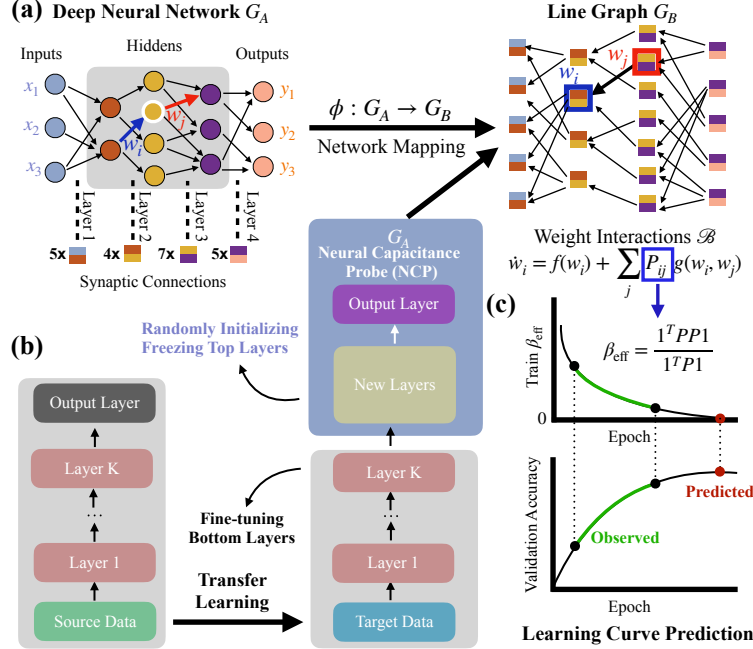 (a) Deep Neural Network G_A
Inputs
Hiddens
Outputs
x_1
x_2
x_3
w_i
w_j
y_1
y_2
y_3
Layer 1
Layer 2
Layer 3
Layer 4
5x
4x
7x
5x
Synaptic Connections
ϕ : G_A → G_B
Network Mapping
Line Graph G_B
w_i
w_j
Weight Interactions ℬ
ẇ_i = f(w_i) + ∑_j P_ij g(w_i, w_j)
(b)
Output Layer
Layer K
...
Layer 1
Source Data
Transfer
Learning
Randomly Initializing
Freezing Top Layers
Fine-tuning
Bottom Layers
G_A
Neural Capacitance
Probe (NCP)
Output Layer
New Layers
Layer K
...
Layer 1
Target Data
(c)
Train β_eff
β_eff = 1^T PP1 / 1^T P1
0
Epoch
Validation Accuracy
Observed
Predicted
Epoch
Learning Curve Prediction